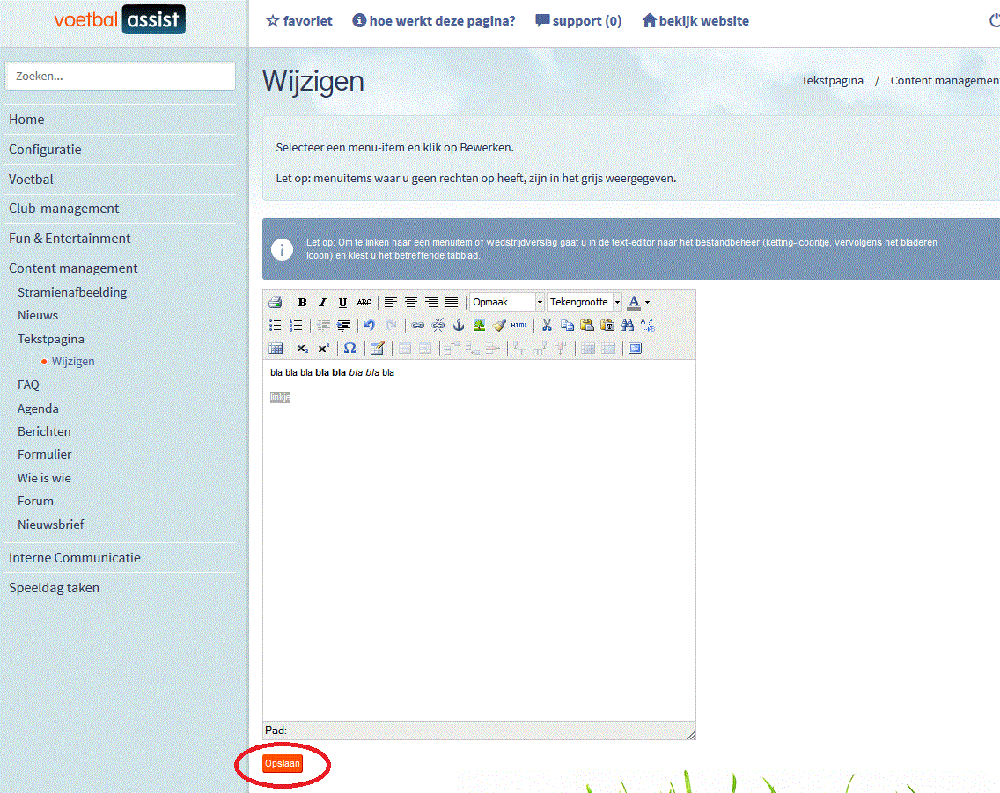 voetbal assist
favoriet
hoe werkt deze pagina?
support (0)
bekijk website
Zoeken...
Home
Configuratie
Voetbal
Club-management
Fun & Entertainment
Content management
Stramienafbeelding
Nieuws
Tekstpagina
Wijzigen
FAQ
Agenda
Berichten
Formulier
Wie is wie
Forum
Nieuwsbrief
Interne Communicatie
Speeldag taken
Wijzigen
Tekstpagina / Content managemen
Selecteer een menu-item en klik op Bewerken.
Let op: menuitems waar u geen rechten op heeft, zijn in het grijs weergegeven.
Let op: Om te linken naar een menuitem of wedstrijdverslag gaat u in de text-editor naar het bestandbeheer (ketting-icoontje, vervolgens het bladeren
icoon) en kiest u het betreffende tabblad.
B I U ABC Opmaak Tekengrootte A
HTML
x₂ x² Ω
bla bla bla bla bla bla bla bla
linkje
Pad:
Opslaan